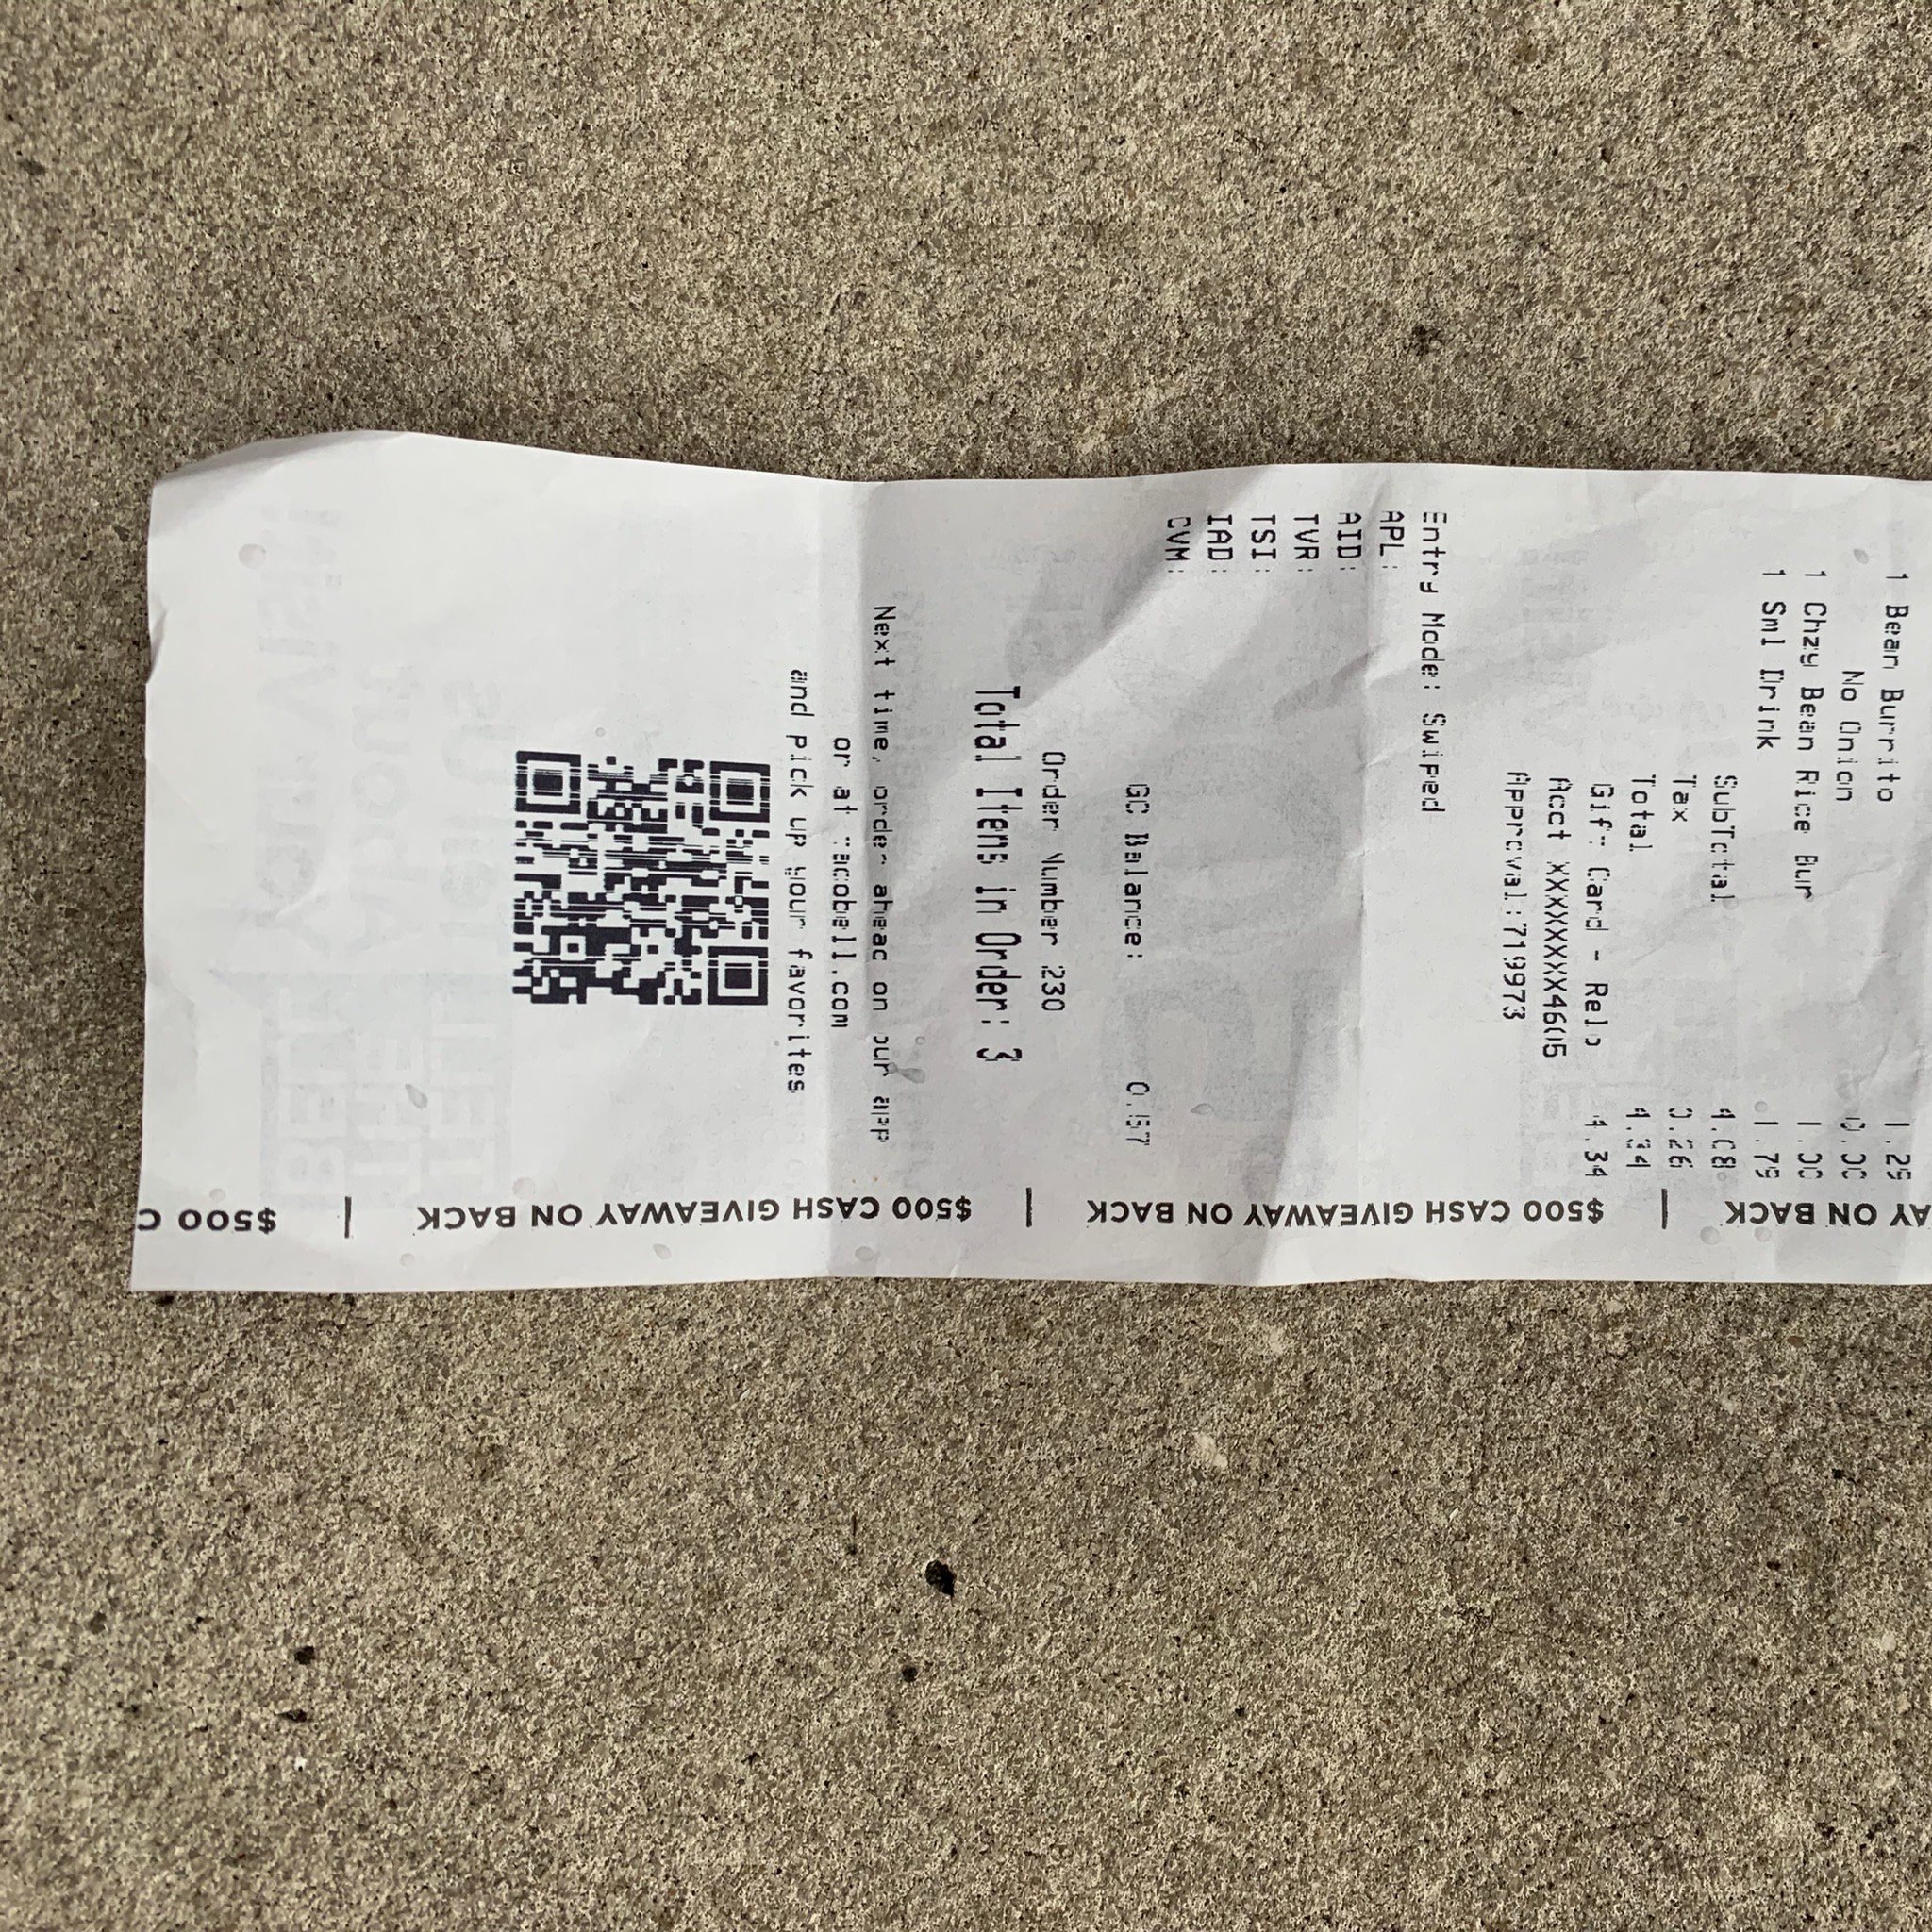 1 Bean Burrito 1.29
No Onion 0.00
1 Chzy Bean Rice Bur 1.00
1 Sml Drink 1.79
SubTotal 4.08
Tax 0.26
Total 4.34
Gift Card - Relo 4.34
Acct XXXXXXXX4605
Approval:719973
Entry Mode: Swiped
APL:
AID:
TVR:
TSI:
IAD:
CVM:
GC Balance: 0.57
Order Number 230
Total Items in Order: 3
Next time, order ahead on our app
or at tacobell.com
and pick up your favorites
$500 C
$500 CASH GIVEAWAY ON BACK
$500 CASH GIVEAWAY ON BACK
AY ON BACK